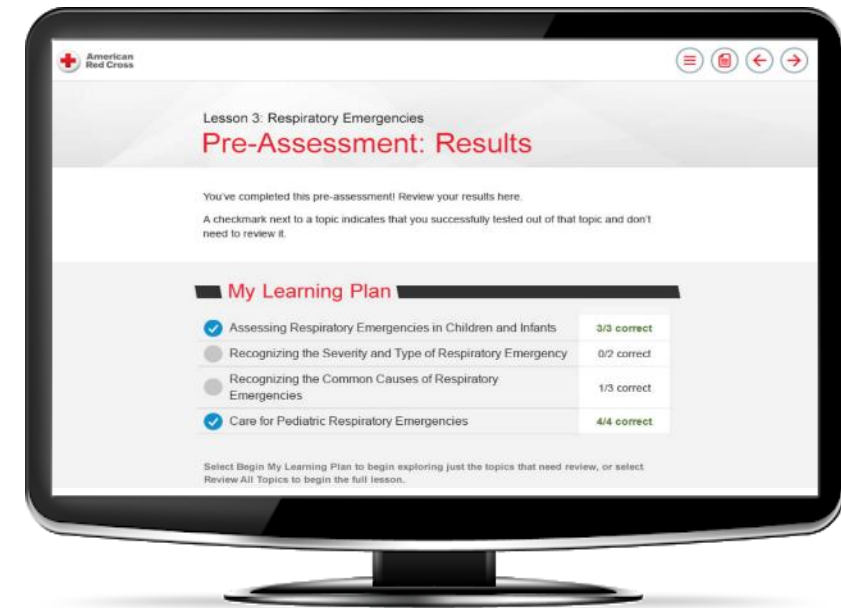 American
Red Cross
Lesson 3: Respiratory Emergencies
Pre-Assessment: Results
You've completed this pre-assessment! Review your results here.
A checkmark next to a topic indicates that you successfully tested out of that topic and don't
need to review it.
My Learning Plan
Assessing Respiratory Emergencies in Children and Infants 3/3 correct
Recognizing the Severity and Type of Respiratory Emergency 0/2 correct
Recognizing the Common Causes of Respiratory
Emergencies 1/3 correct
Care for Pediatric Respiratory Emergencies 4/4 correct
Select Begin My Learning Plan to begin exploring just the topics that need review, or select
Review All Topics to begin the full lesson.